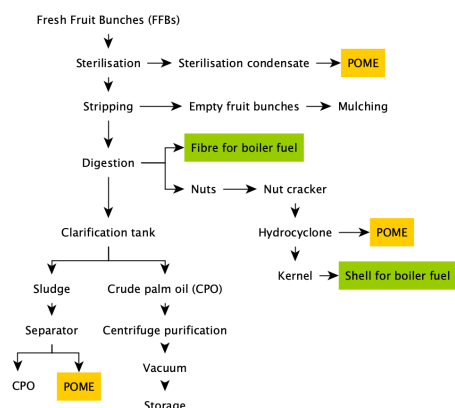 Fresh Fruit Bunches (FFBs)
Sterilisation
Sterilisation condensate
POME
Stripping
Empty fruit bunches
Mulching
Fibre for boiler fuel
Digestion
Nuts
Nut cracker
Clarification tank
Hydrocyclone
POME
Kernel
Shell for boiler fuel
Sludge
Crude palm oil (CPO)
Separator
Centrifuge purification
Vacuum
CPO
POME
Storage